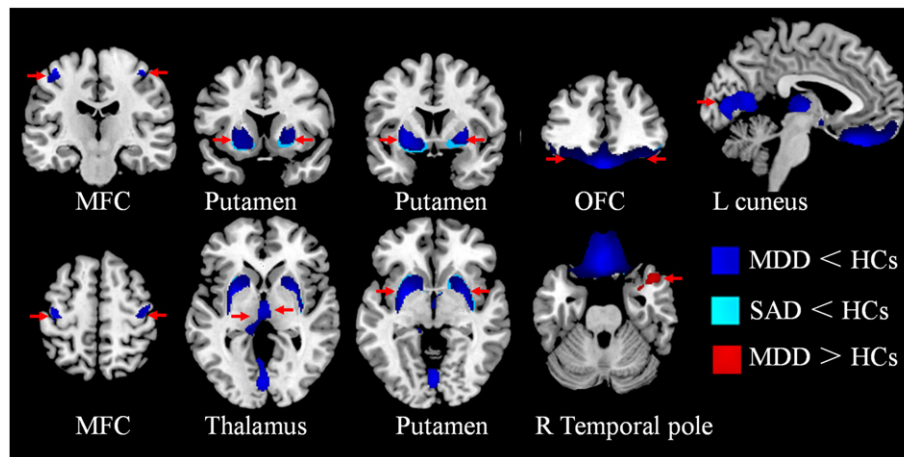 MFC
Putamen
Putamen
OFC
L cuneus
MFC
Thalamus
Putamen
R Temporal pole
MDD < HCs
SAD < HCs
MDD > HCs